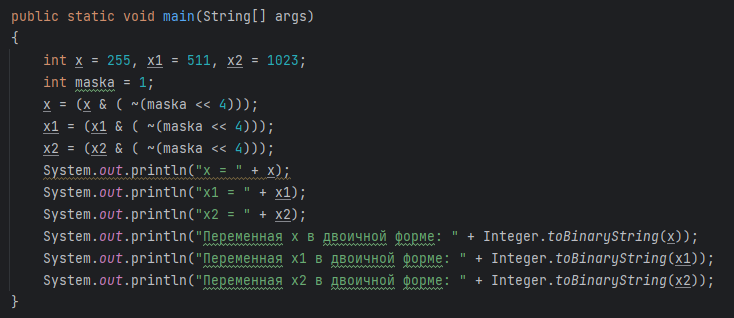 public static void main(String[] args)
{
    int x = 255, x1 = 511, x2 = 1023;
    int maska = 1;
    x = (x & ( ~(maska << 4)));
    x1 = (x1 & ( ~(maska << 4)));
    x2 = (x2 & ( ~(maska << 4)));
    System.out.println("x = " + x);
    System.out.println("x1 = " + x1);
    System.out.println("x2 = " + x2);
    System.out.println("Переменная x в двоичной форме: " + Integer.toBinaryString(x));
    System.out.println("Переменная x1 в двоичной форме: " + Integer.toBinaryString(x1));
    System.out.println("Переменная x2 в двоичной форме: " + Integer.toBinaryString(x2));
}